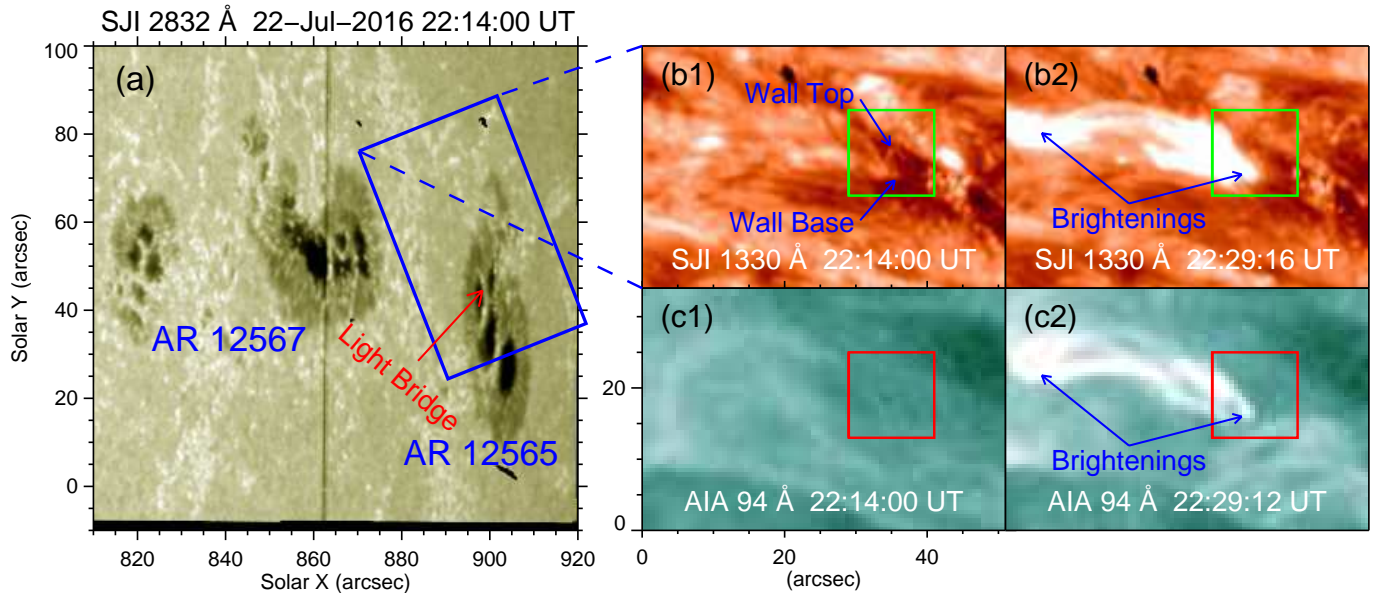 SJI 2832 Å 22−Jul−2016 22:14:00 UT
(a)
100
80
60
40
20
0
Solar Y (arcsec)
820 840 860 880 900 920
Solar X (arcsec)
AR 12567
Light Bridge
AR 12565
(b1)
Wall Top
Wall Base
SJI 1330 Å 22:14:00 UT
(b2)
Brightenings
SJI 1330 Å 22:29:16 UT
(c1)
AIA 94 Å 22:14:00 UT
(c2)
Brightenings
AIA 94 Å 22:29:12 UT
20
0
0 20 40
(arcsec)